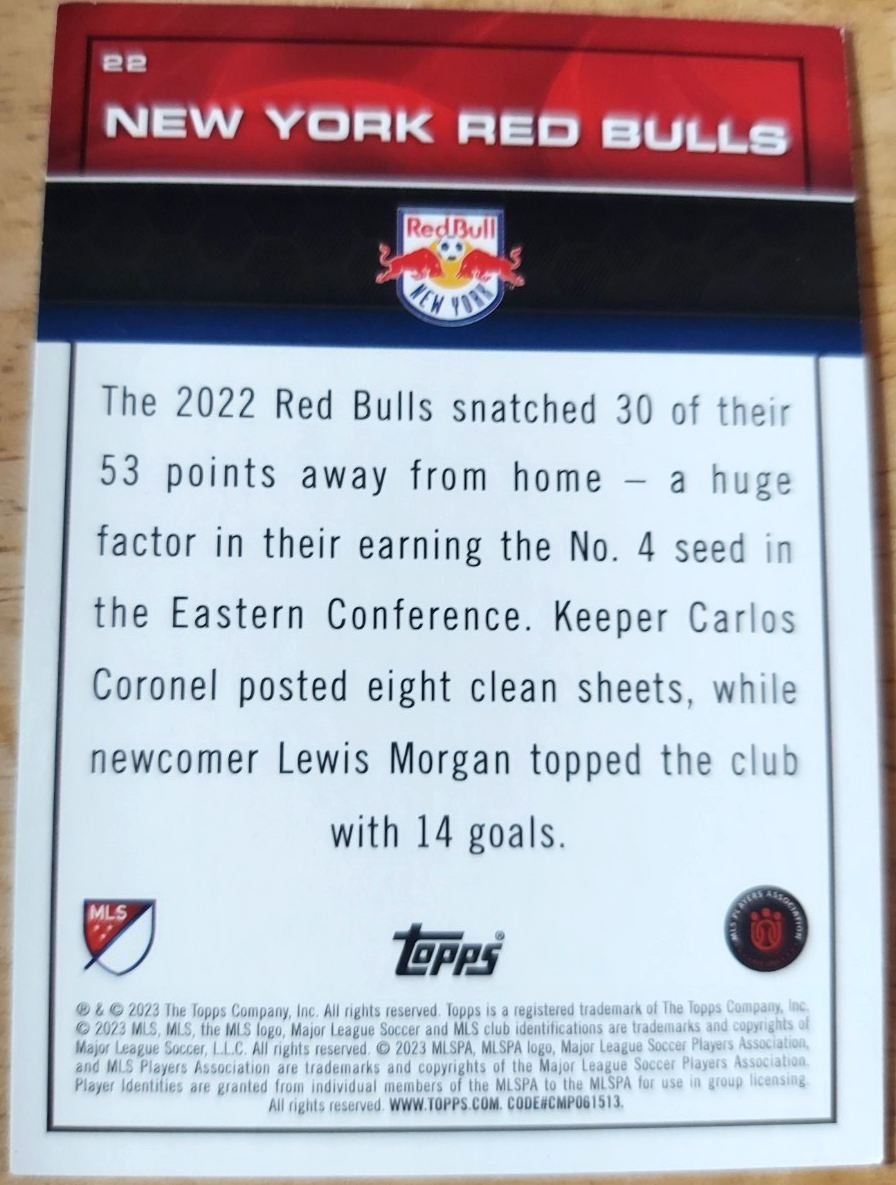 22
NEW YORK RED BULLS
Red Bull
NEW YORK
The 2022 Red Bulls snatched 30 of their
53 points away from home – a huge
factor in their earning the No. 4 seed in
the Eastern Conference. Keeper Carlos
Coronel posted eight clean sheets, while
newcomer Lewis Morgan topped the club
with 14 goals.
MLS
topps®
MLS PLAYERS ASSOCIATION
® & © 2023 The Topps Company, Inc. All rights reserved. Topps is a registered trademark of The Topps Company, Inc.
© 2023 MLS, MLS, the MLS logo, Major League Soccer and MLS club identifications are trademarks and copyrights of
Major League Soccer, L.L.C. All rights reserved. © 2023 MLSPA, MLSPA logo, Major League Soccer Players Association,
and MLS Players Association are trademarks and copyrights of the Major League Soccer Players Association.
Player Identities are granted from individual members of the MLSPA to the MLSPA for use in group licensing.
All rights reserved. WWW.TOPPS.COM. CODE#CMP061513.